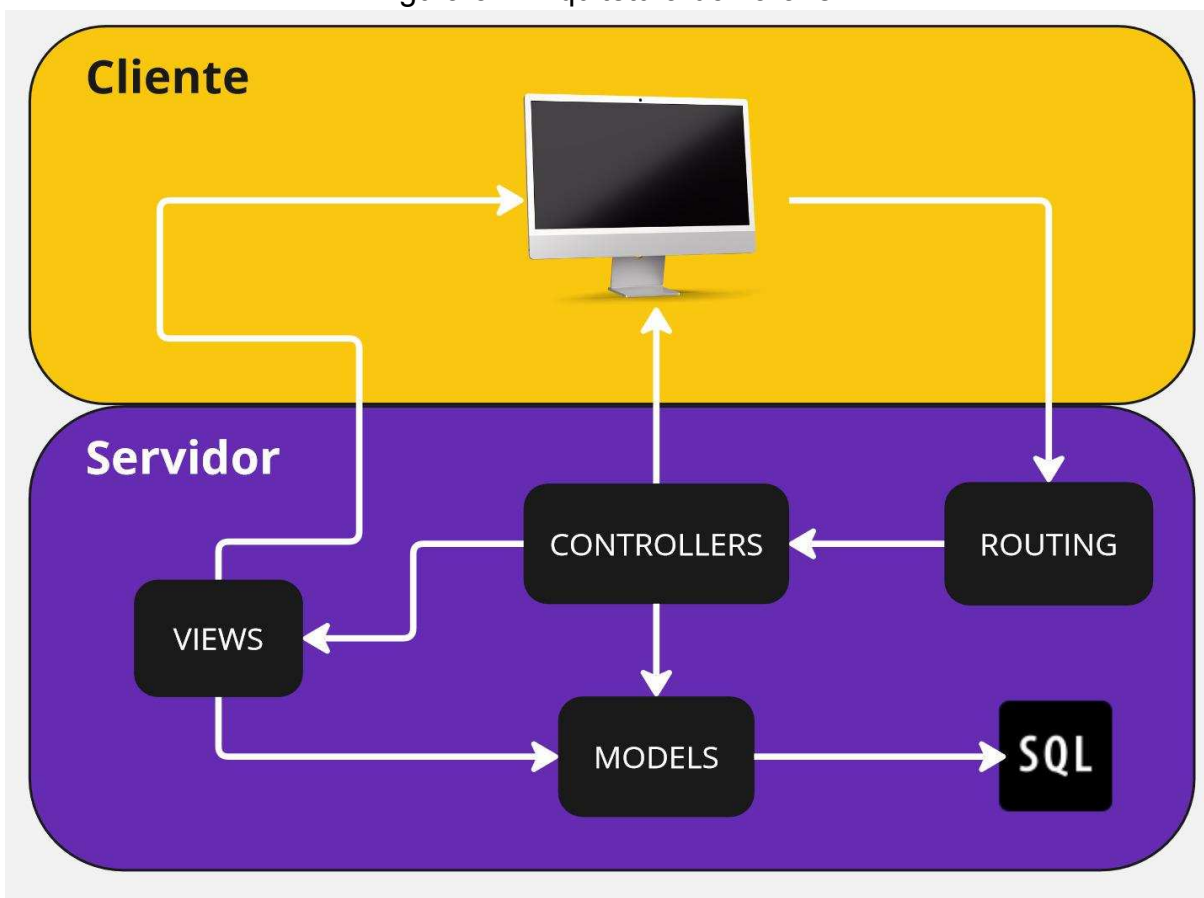 Cliente
Servidor
CONTROLLERS
ROUTING
VIEWS
MODELS
SQL